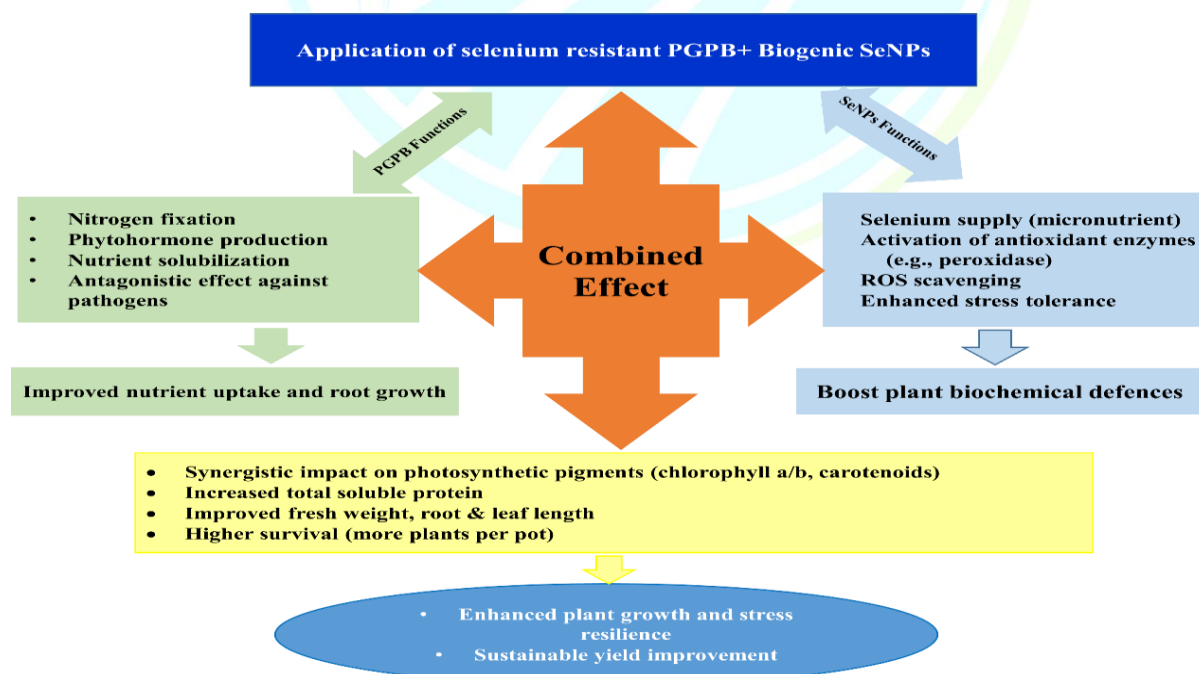 Application of selenium resistant PGPB+ Biogenic SeNPs
PGPB Functions
SeNPs Functions
• Nitrogen fixation
• Phytohormone production
• Nutrient solubilization
• Antagonistic effect against
pathogens
Combined
Effect
Selenium supply (micronutrient)
Activation of antioxidant enzymes
(e.g., peroxidase)
ROS scavenging
Enhanced stress tolerance
Improved nutrient uptake and root growth
Boost plant biochemical defences
• Synergistic impact on photosynthetic pigments (chlorophyll a/b, carotenoids)
• Increased total soluble protein
• Improved fresh weight, root & leaf length
• Higher survival (more plants per pot)
• Enhanced plant growth and stress
resilience
• Sustainable yield improvement